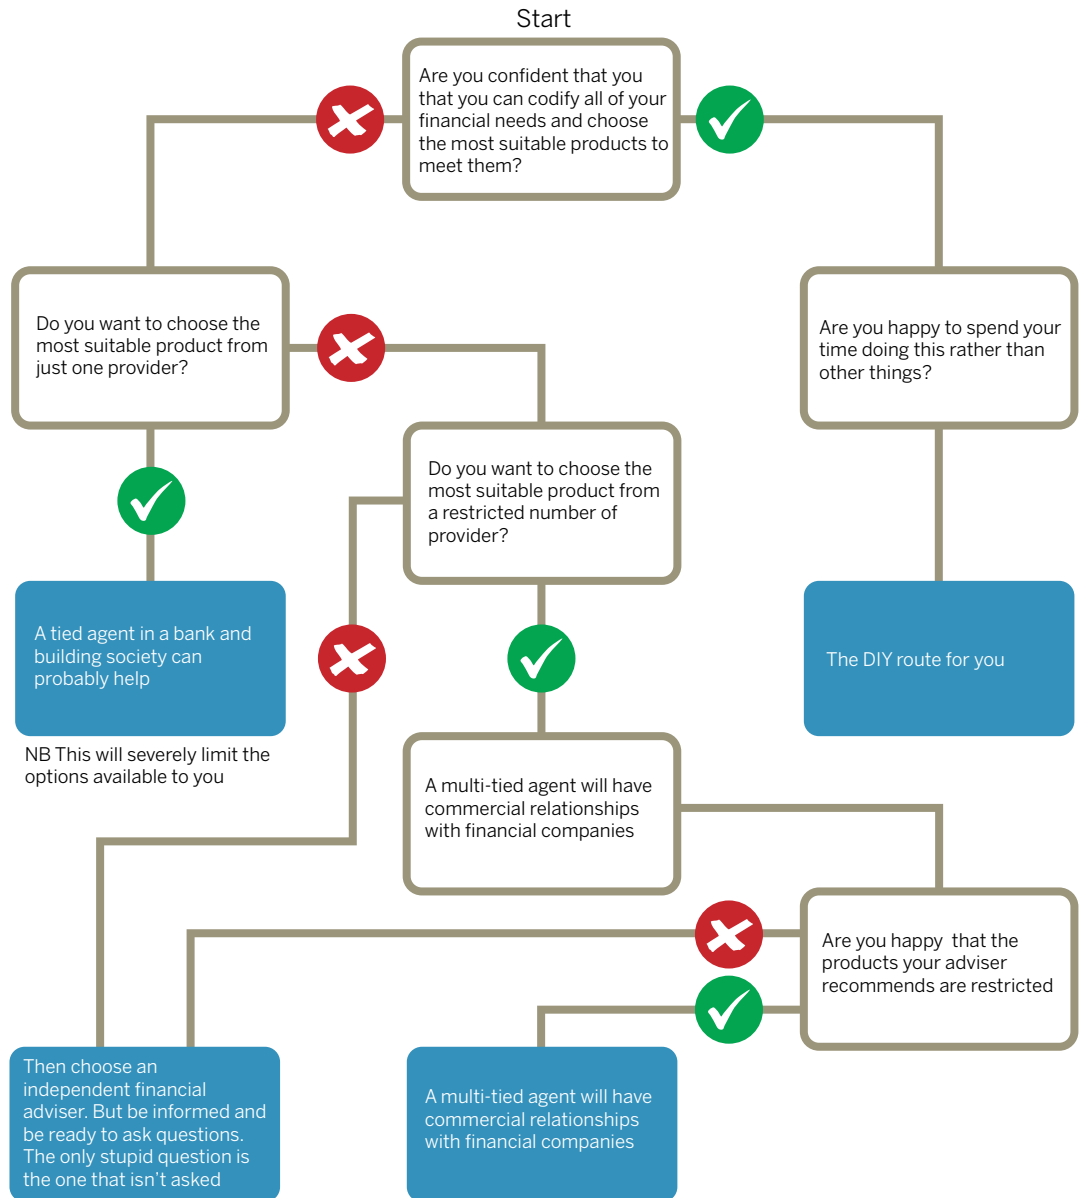 Start
Are you confident that you
that you can codify all of your
financial needs and choose
the most suitable products to
meet them?
Do you want to choose the
most suitable product from
just one provider?
Are you happy to spend your
time doing this rather than
other things?
Do you want to choose the
most suitable product from
a restricted number of
provider?
A tied agent in a bank and
building society can
probably help
The DIY route for you
NB This will severely limit the
options available to you
A multi-tied agent will have
commercial relationships
with financial companies
Are you happy that the
products your adviser
recommends are restricted
Then choose an
independent financial
adviser. But be informed and
be ready to ask questions.
The only stupid question is
the one that isn't asked
A multi-tied agent will have
commercial relationships
with financial companies